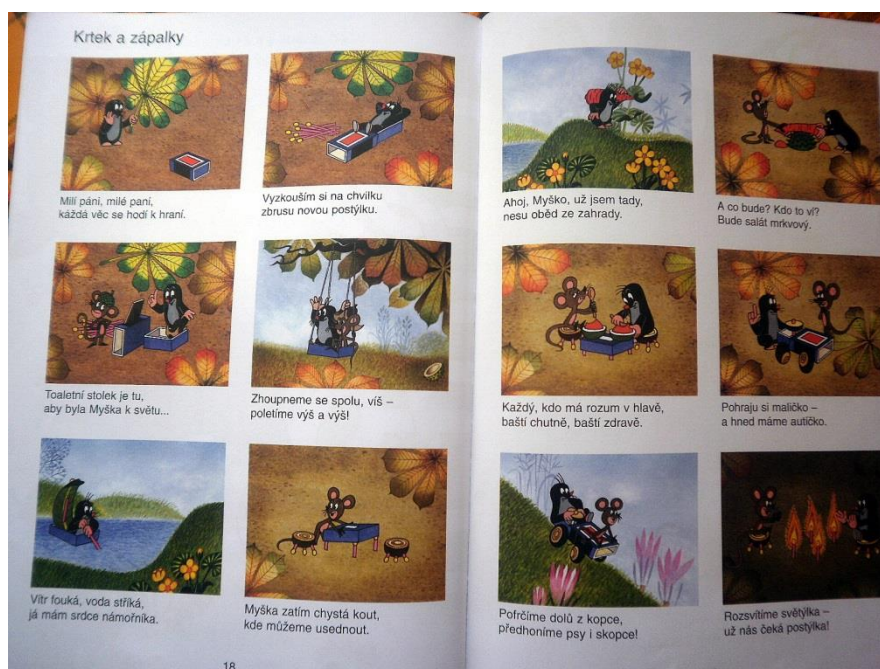 Krtek a zápalky
Milí páni, milé paní,
každá věc se hodí k hraní.
Vyzkouším si na chvilku
zbrusu novou postýlku.
Toaletní stolek je tu,
aby byla Myška k světu...
Zhoupneme se spolu, víš –
poletíme výš a výš!
Vítr fouká, voda stříká,
já mám srdce námořníka.
Myška zatím chystá kout,
kde můžeme usednout.
18
Ahoj, Myško, už jsem tady,
nesu oběd ze zahrady.
A co bude? Kdo to ví?
Bude salát mrkvový.
Každý, kdo má rozum v hlavě,
baští chutně, baští zdravě.
Pohraju si maličko –
a hned máme autíčko.
Pofrčíme dolů z kopce,
předhoníme psy i skopce!
Rozsvítíme světýlka –
už nás čeká postýlka!